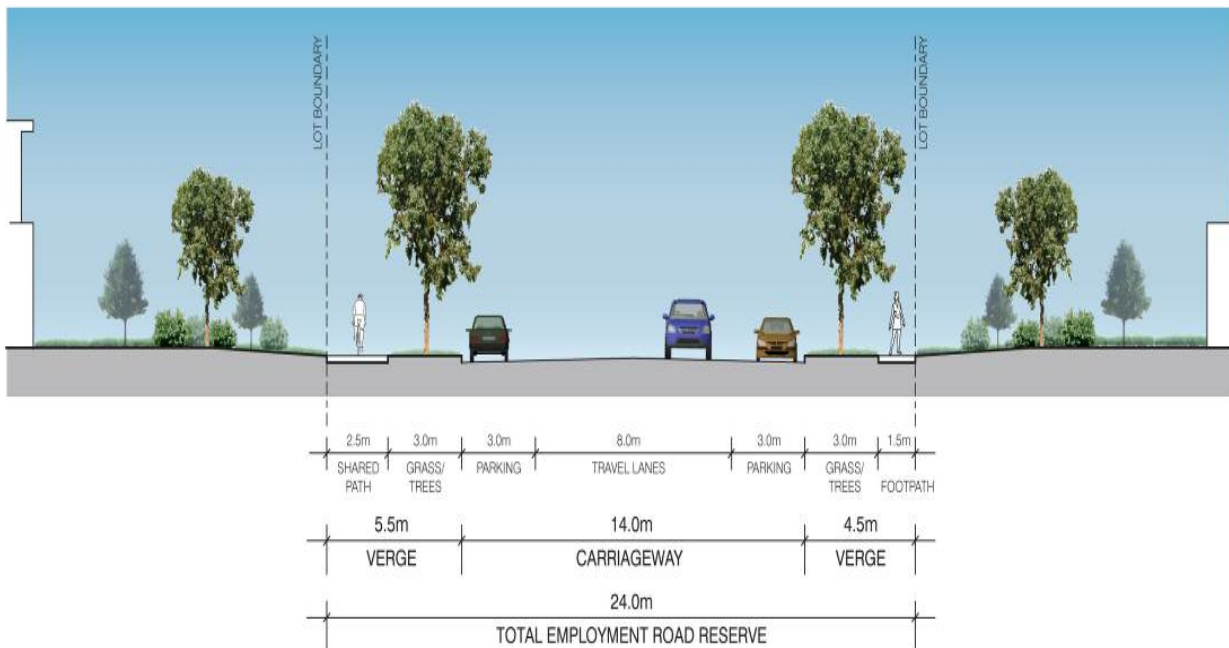 LOT BOUNDARY
LOT BOUNDARY
2.5m 3.0m 3.0m 8.0m 3.0m 3.0m 1.5m
SHARED GRASS/ PARKING TRAVEL LANES PARKING GRASS/ FOOTPATH
PATH TREES TREES
5.5m 14.0m 4.5m
VERGE CARRIAGEWAY VERGE
24.0m
TOTAL EMPLOYMENT ROAD RESERVE